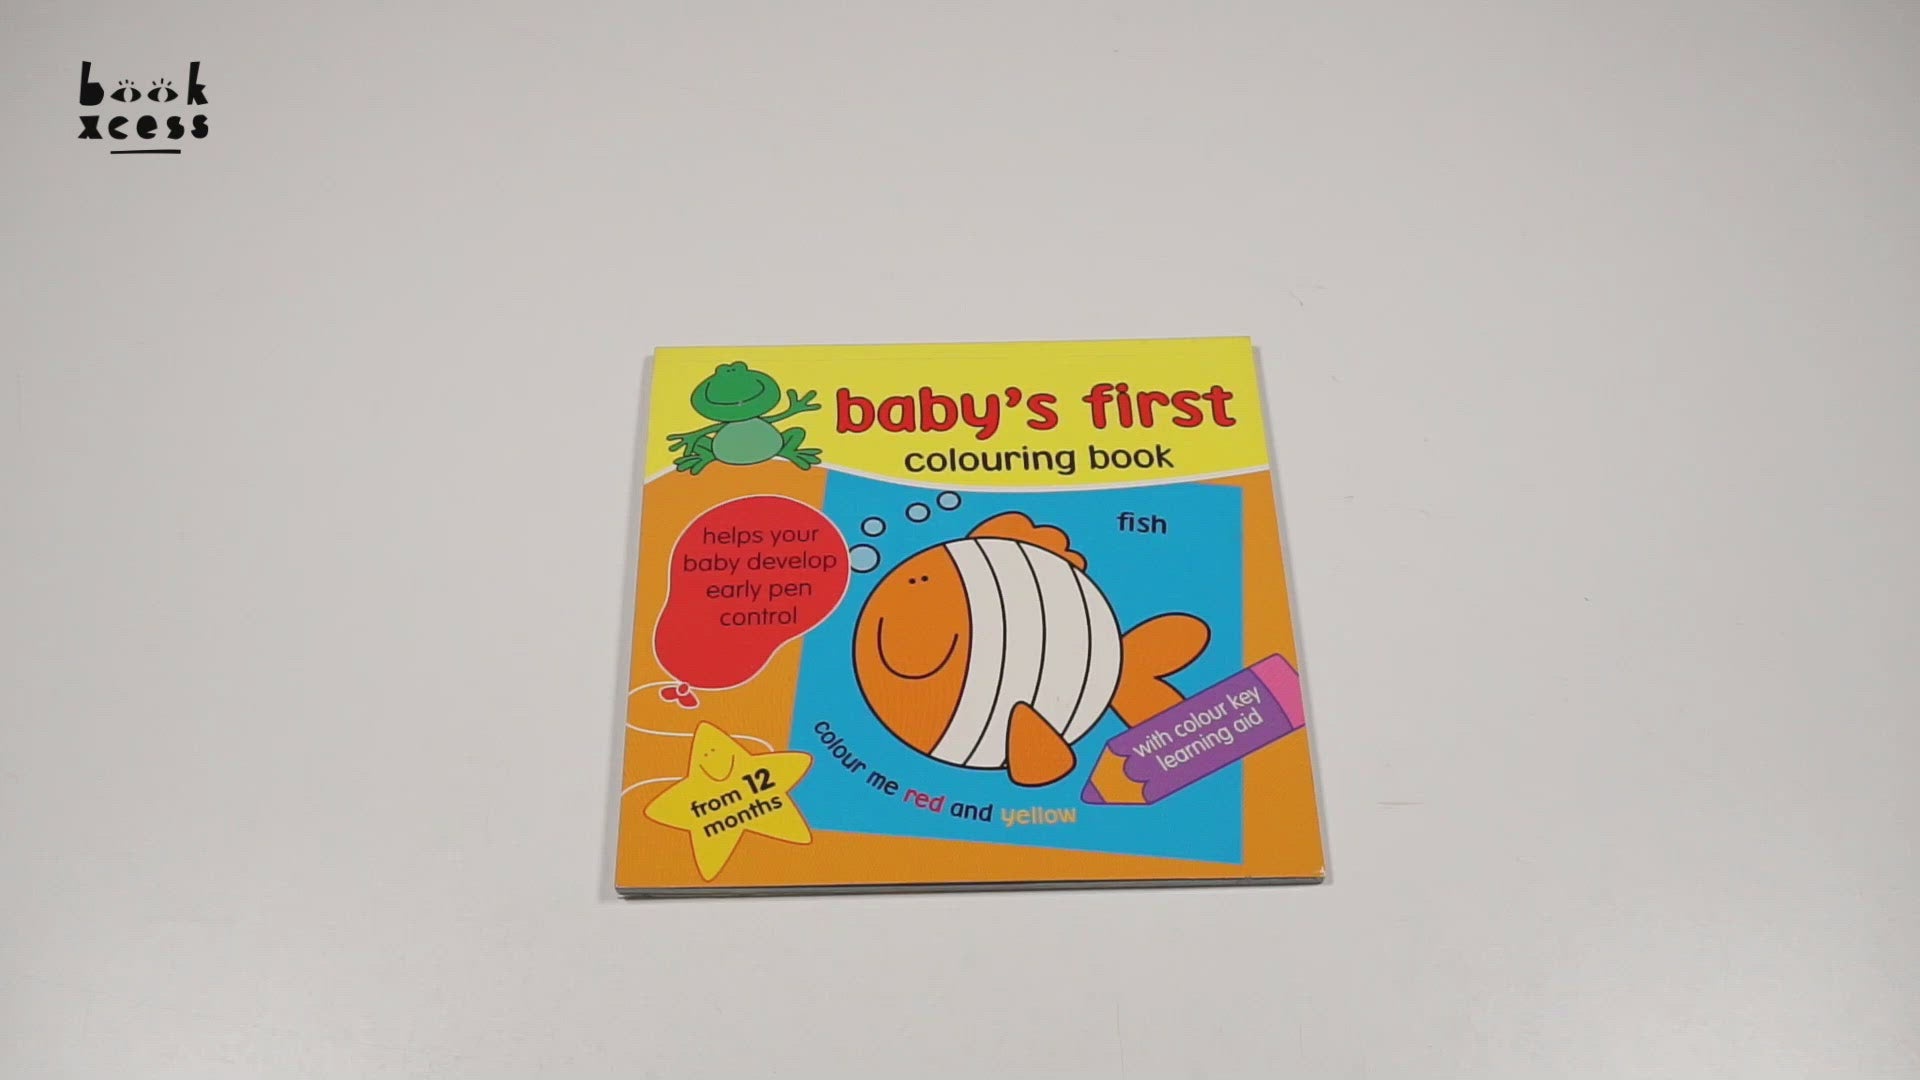 book
xcess
baby's first
colouring book
fish
helps your
baby develop
early pen
control
with colour key
learning aid
colour me red and yellow
from 12
months